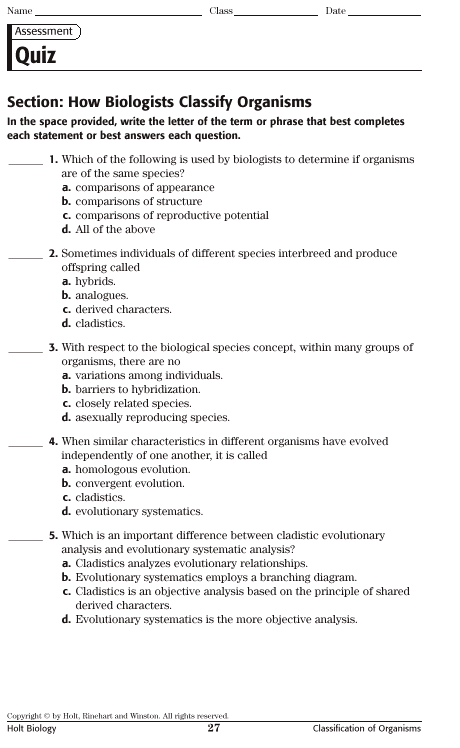 Name Class Date
Assessment
Quiz
Section: How Biologists Classify Organisms
In the space provided, write the letter of the term or phrase that best completes
each statement or best answers each question.
1. Which of the following is used by biologists to determine if organisms
are of the same species?
a. comparisons of appearance
b. comparisons of structure
c. comparisons of reproductive potential
d. All of the above
2. Sometimes individuals of different species interbreed and produce
offspring called
a. hybrids.
b. analogues.
c. derived characters.
d. cladistics.
3. With respect to the biological species concept, within many groups of
organisms, there are no
a. variations among individuals.
b. barriers to hybridization.
c. closely related species.
d. asexually reproducing species.
4. When similar characteristics in different organisms have evolved
independently of one another, it is called
a. homologous evolution.
b. convergent evolution.
c. cladistics.
d. evolutionary systematics.
5. Which is an important difference between cladistic evolutionary
analysis and evolutionary systematic analysis?
a. Cladistics analyzes evolutionary relationships.
b. Evolutionary systematics employs a branching diagram.
c. Cladistics is an objective analysis based on the principle of shared
derived characters.
d. Evolutionary systematics is the more objective analysis.
Copyright © by Holt, Rinehart and Winston. All rights reserved.
Holt Biology 27 Classification of Organisms